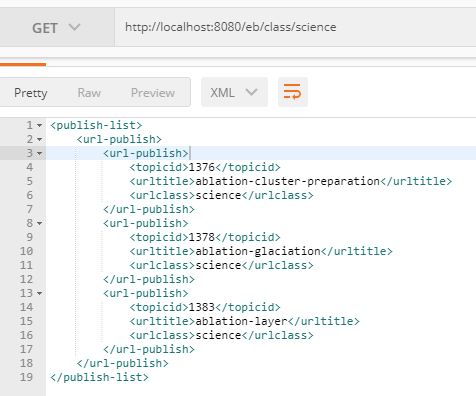 GET http://localhost:8080/eb/class/science
Pretty Raw Preview XML
1 <publish-list>
2 <url-publish>
3 <url-publish>
4 <topicid>1376</topicid>
5 <urltitle>ablation-cluster-preparation</urltitle>
6 <urlclass>science</urlclass>
7 </url-publish>
8 <url-publish>
9 <topicid>1378</topicid>
10 <urltitle>ablation-glaciation</urltitle>
11 <urlclass>science</urlclass>
12 </url-publish>
13 <url-publish>
14 <topicid>1383</topicid>
15 <urltitle>ablation-layer</urltitle>
16 <urlclass>science</urlclass>
17 </url-publish>
18 </url-publish>
19 </publish-list>